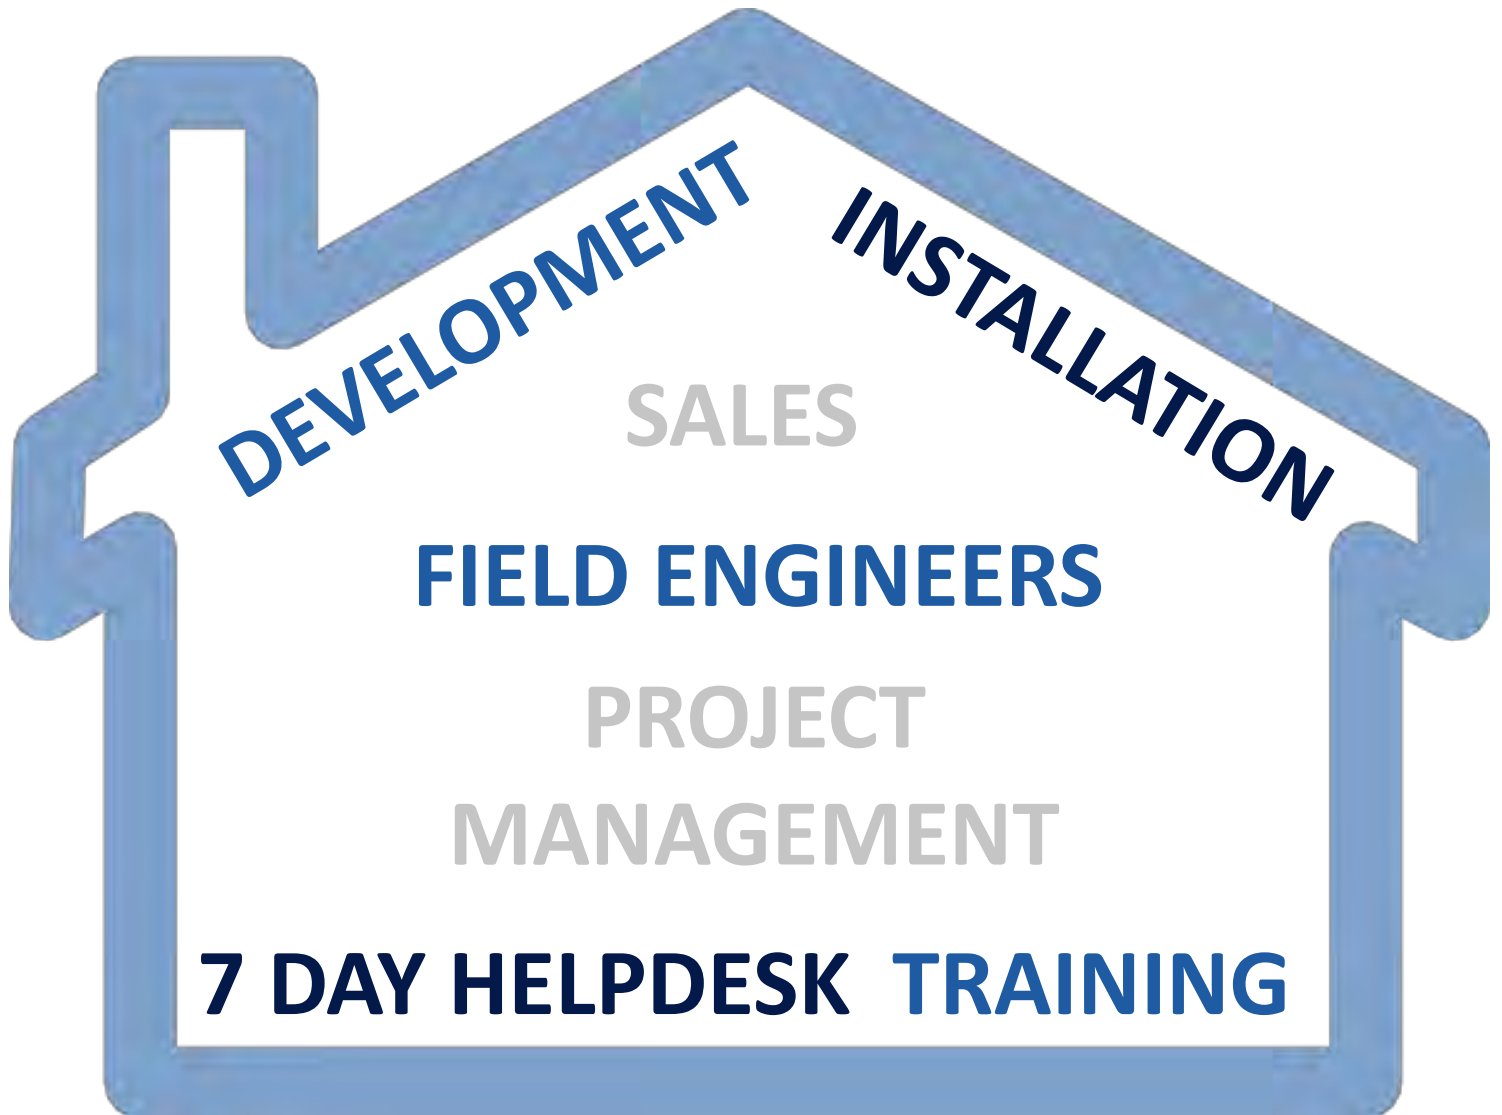 DEVELOPMENT
INSTALLATION
SALES
FIELD ENGINEERS
PROJECT
MANAGEMENT
7 DAY HELPDESK TRAINING